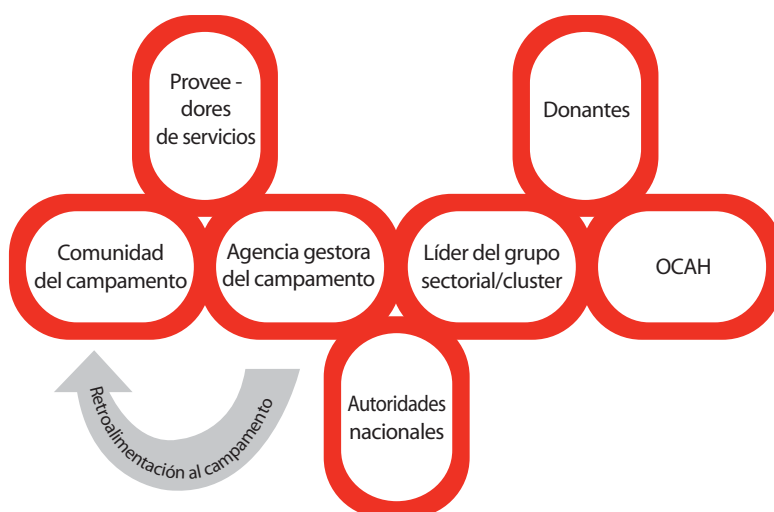 Provee -
dores
de servicios
Donantes
Comunidad
del campamento
Agencia gestora
del campamento
Líder del grupo
sectorial/cluster
OCAH
Retroalimentación al campamento
Autoridades
nacionales